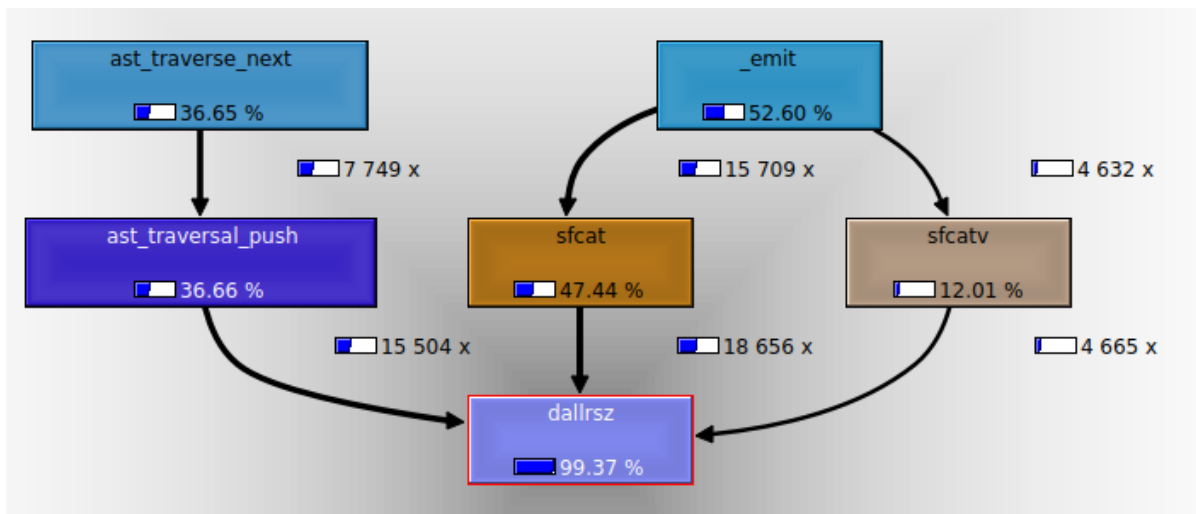 ast_traverse_next
36.65 %
_emit
52.60 %
7 749 x
15 709 x
4 632 x
ast_traversal_push
36.66 %
sfcat
47.44 %
sfcatv
12.01 %
15 504 x
18 656 x
4 665 x
dallrsz
99.37 %